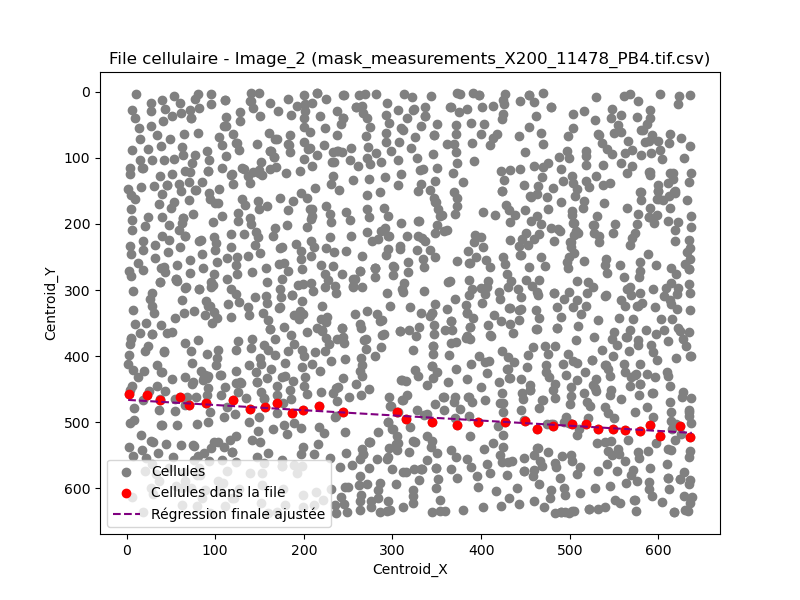 File cellulaire - Image_2 (mask_measurements_X200_11478_PB4.tif.csv)
0
100
200
300
400
500
600
Centroid_Y
Cellules
Cellules dans la file
Régression finale ajustée
0 100 200 300 400 500 600
Centroid_X